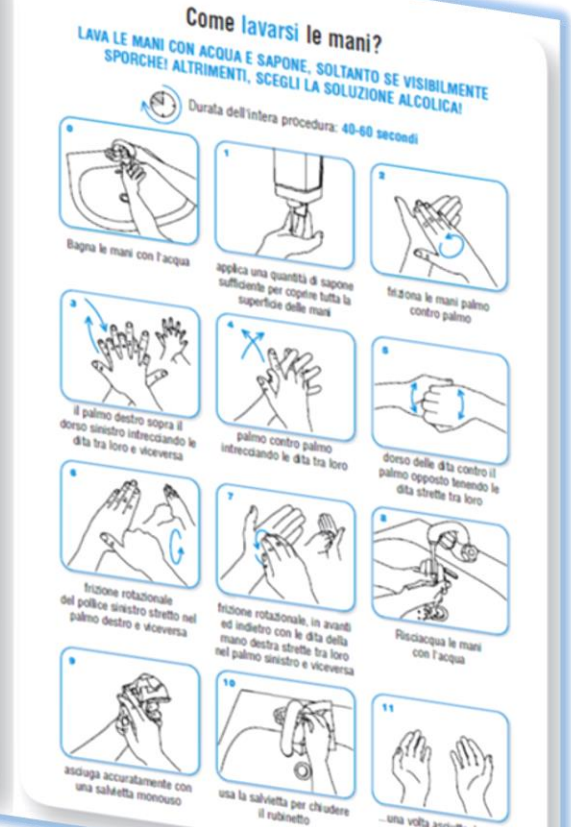 Come lavarsi le mani?
LAVA LE MANI CON ACQUA E SAPONE, SOLTANTO SE VISIBILMENTE
SPORCHE! ALTRIMENTI, SCEGLI LA SOLUZIONE ALCOLICA!
Durata dell'intera procedura: 40-60 secondi
0
Bagna le mani con l'acqua
1
applica una quantità di sapone
sufficiente per coprire tutta la
superficie delle mani
2
friziona le mani palmo
contro palmo
3
il palmo destro sopra il
dorso sinistro intrecciando le
dita tra loro e viceversa
4
palmo contro palmo
intrecciando le dita tra loro
5
dorso delle dita contro il
palmo opposto tenendo le
dita strette tra loro
6
frizione rotazionale
del pollice sinistro stretto nel
palmo destro e viceversa
7
frizione rotazionale, in avanti
ed indietro con le dita della
mano destra strette tra loro
nel palmo sinistro e viceversa
8
Risciacqua le mani
con l'acqua
9
asciuga accuratamente con
una salvietta monouso
10
usa la salvietta per chiudere
il rubinetto
11
...una volta